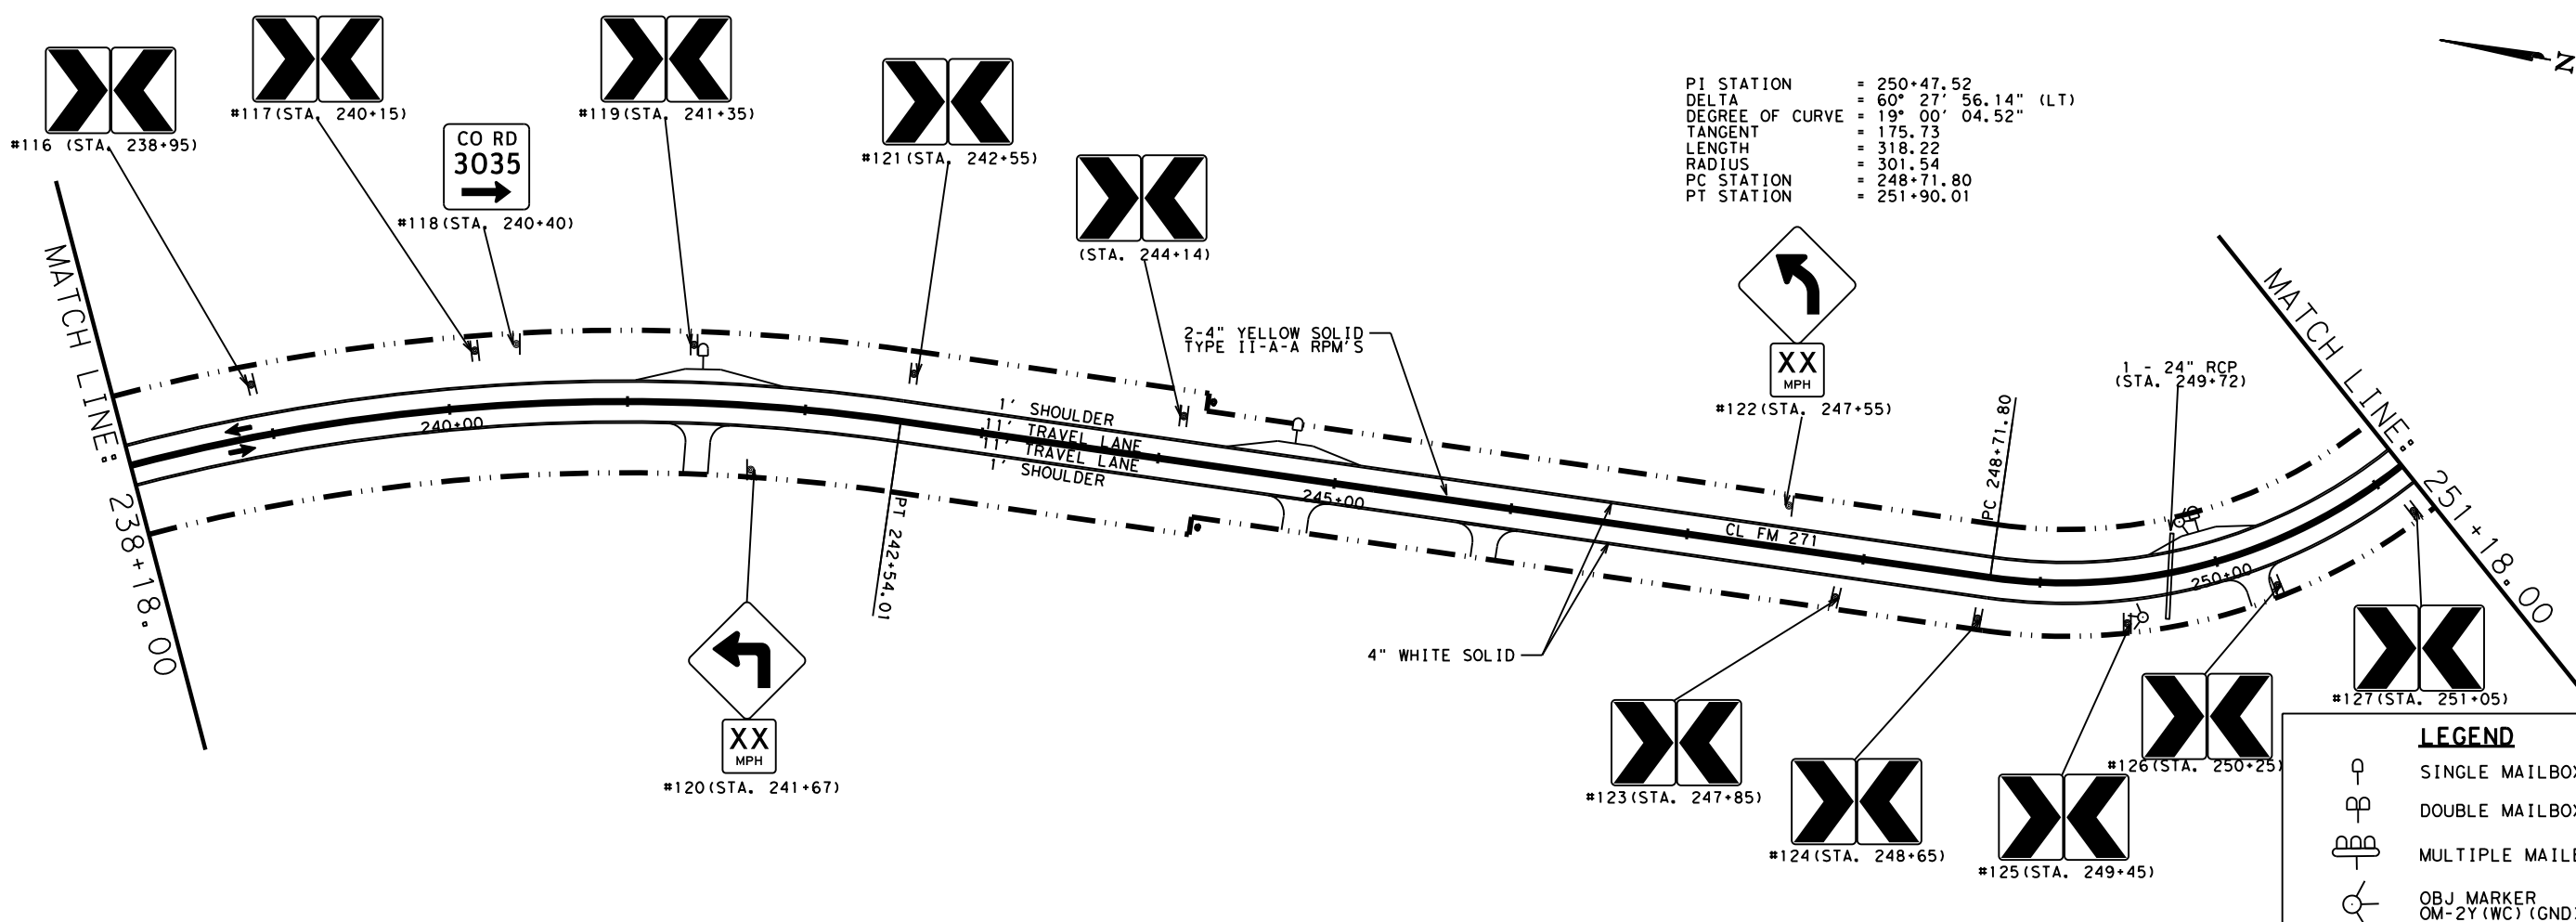 #116 (STA. 238+95)
#117(STA. 240+15)
CO RD
3035
#118(STA. 240+40)
#119(STA. 241+35)
#121(STA. 242+55)
(STA. 244+14)
PI STATION = 250+47.52
DELTA = 60° 27' 56.14" (LT)
DEGREE OF CURVE = 19° 00' 04.52"
TANGENT = 175.73
LENGTH = 318.22
RADIUS = 301.54
PC STATION = 248+71.80
PT STATION = 251+90.01
N
XX
MPH
#122(STA. 247+55)
2-4" YELLOW SOLID
TYPE II-A-A RPM'S
1 - 24" RCP
(STA. 249+72)
MATCH LINE: 238+18.00
MATCH LINE: 251+18.00
240+00
1' SHOULDER
11' TRAVEL LANE
11' TRAVEL LANE
1' SHOULDER
PT 242+54.01
245+00
CL FM 271
PC 248+71.80
250+00
4" WHITE SOLID
XX
MPH
#120(STA. 241+67)
#123(STA. 247+85)
#124(STA. 248+65)
#125(STA. 249+45)
#126(STA. 250+25)
#127(STA. 251+05)
LEGEND
SINGLE MAILBOX
DOUBLE MAILBOX
MULTIPLE MAILB
OBJ MARKER
OM-2Y(WC)(GND)